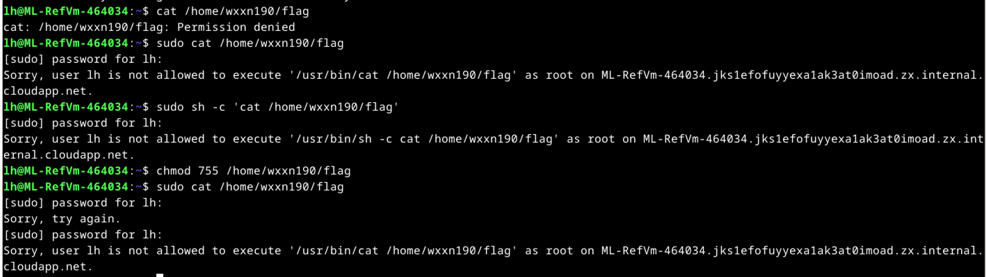 lh@ML-RefVm-464034:~$ cat /home/wxxn190/flag
cat: /home/wxxn190/flag: Permission denied
lh@ML-RefVm-464034:~$ sudo cat /home/wxxn190/flag
[sudo] password for lh:
Sorry, user lh is not allowed to execute '/usr/bin/cat /home/wxxn190/flag' as root on ML-RefVm-464034.jks1efofuyyexa1ak3at0imoad.zx.internal.
cloudapp.net.
lh@ML-RefVm-464034:~$ sudo sh -c 'cat /home/wxxn190/flag'
[sudo] password for lh:
Sorry, user lh is not allowed to execute '/usr/bin/sh -c cat /home/wxxn190/flag' as root on ML-RefVm-464034.jks1efofuyyexa1ak3at0imoad.zx.int
ernal.cloudapp.net.
lh@ML-RefVm-464034:~$ chmod 755 /home/wxxn190/flag
lh@ML-RefVm-464034:~$ sudo cat /home/wxxn190/flag
[sudo] password for lh:
Sorry, try again.
[sudo] password for lh:
Sorry, user lh is not allowed to execute '/usr/bin/cat /home/wxxn190/flag' as root on ML-RefVm-464034.jks1efofuyyexa1ak3at0imoad.zx.internal.
cloudapp.net.